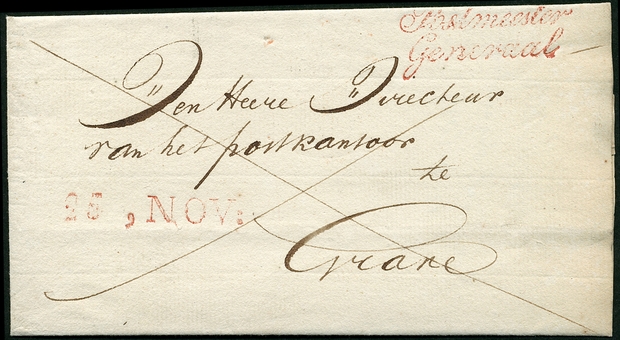 Postmeester
Generaal
Den Heere Directeur
van het postkantoor
te
25 , NOV:
Grave